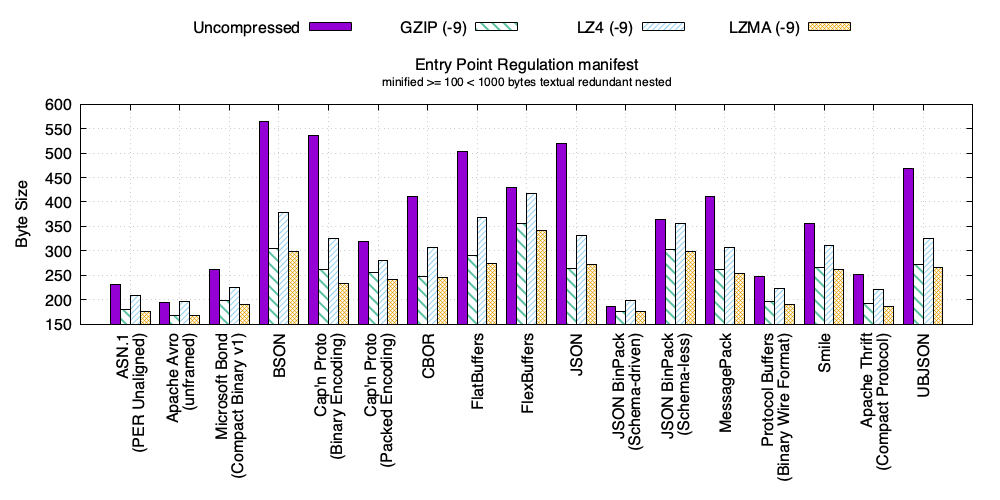 Uncompressed GZIP (-9) LZ4 (-9) LZMA (-9)
Entry Point Regulation manifest
minified >= 100 < 1000 bytes textual redundant nested
Byte Size
600
550
500
450
400
350
300
250
200
150
ASN.1
(PER Unaligned)
Apache Avro
(unframed)
Microsoft Bond
(Compact Binary v1)
BSON
Cap'n Proto
(Binary Encoding)
Cap'n Proto
(Packed Encoding)
CBOR
FlatBuffers
FlexBuffers
JSON
JSON BinPack
(Schema-driven)
JSON BinPack
(Schema-less)
MessagePack
Protocol Buffers
(Binary Wire Format)
Smile
Apache Thrift
(Compact Protocol)
UBJSON